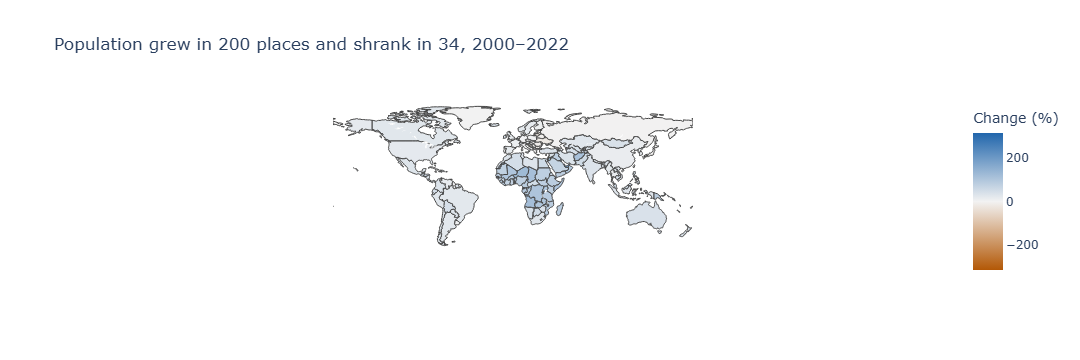 Population grew in 200 places and shrank in 34, 2000–2022
Change (%)
200
0
−200